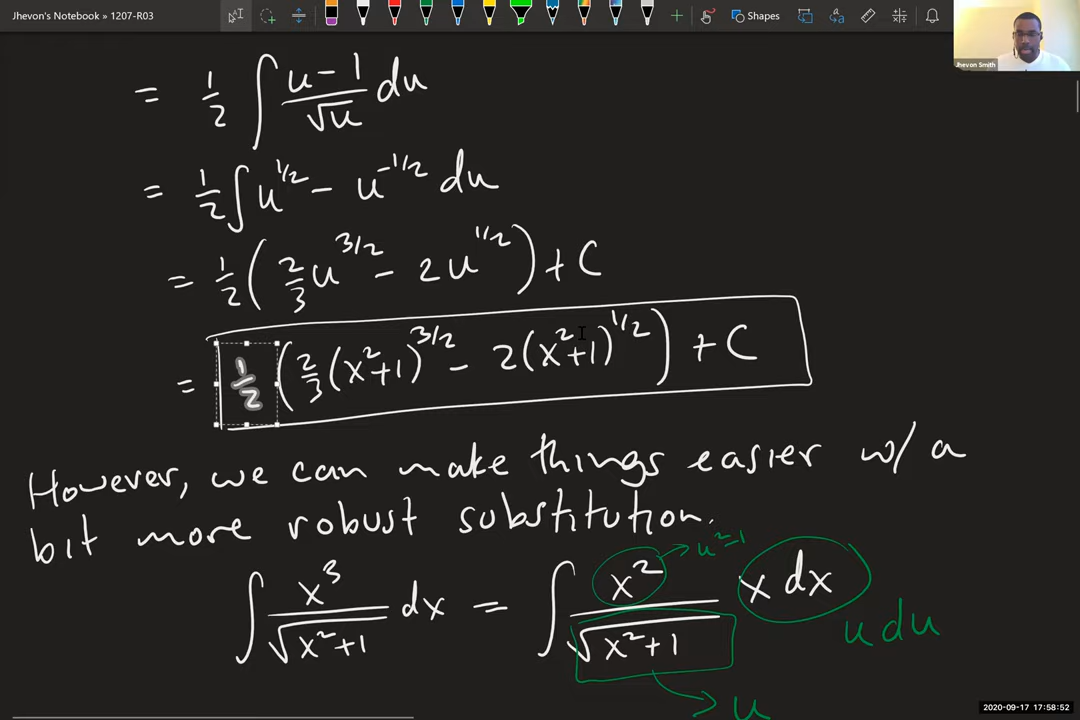 Jhevon's Notebook » 1207-R03
Shapes
Jhevon Smith
= 1/2 ∫ (u - 1)/√u du
= 1/2 ∫ u^(1/2) - u^(-1/2) du
= 1/2 ( 2/3 u^(3/2) - 2u^(1/2) ) + C
= 1/2 ( 2/3 (x²+1)^(3/2) - 2(x²+1)^(1/2) ) + C
However, we can make things easier w/ a
bit more robust substitution.
→ u²-1
∫ x³/√(x²+1) dx = ∫ x²/√(x²+1) x dx
u du
→ u
2020-09-17 17:58:52